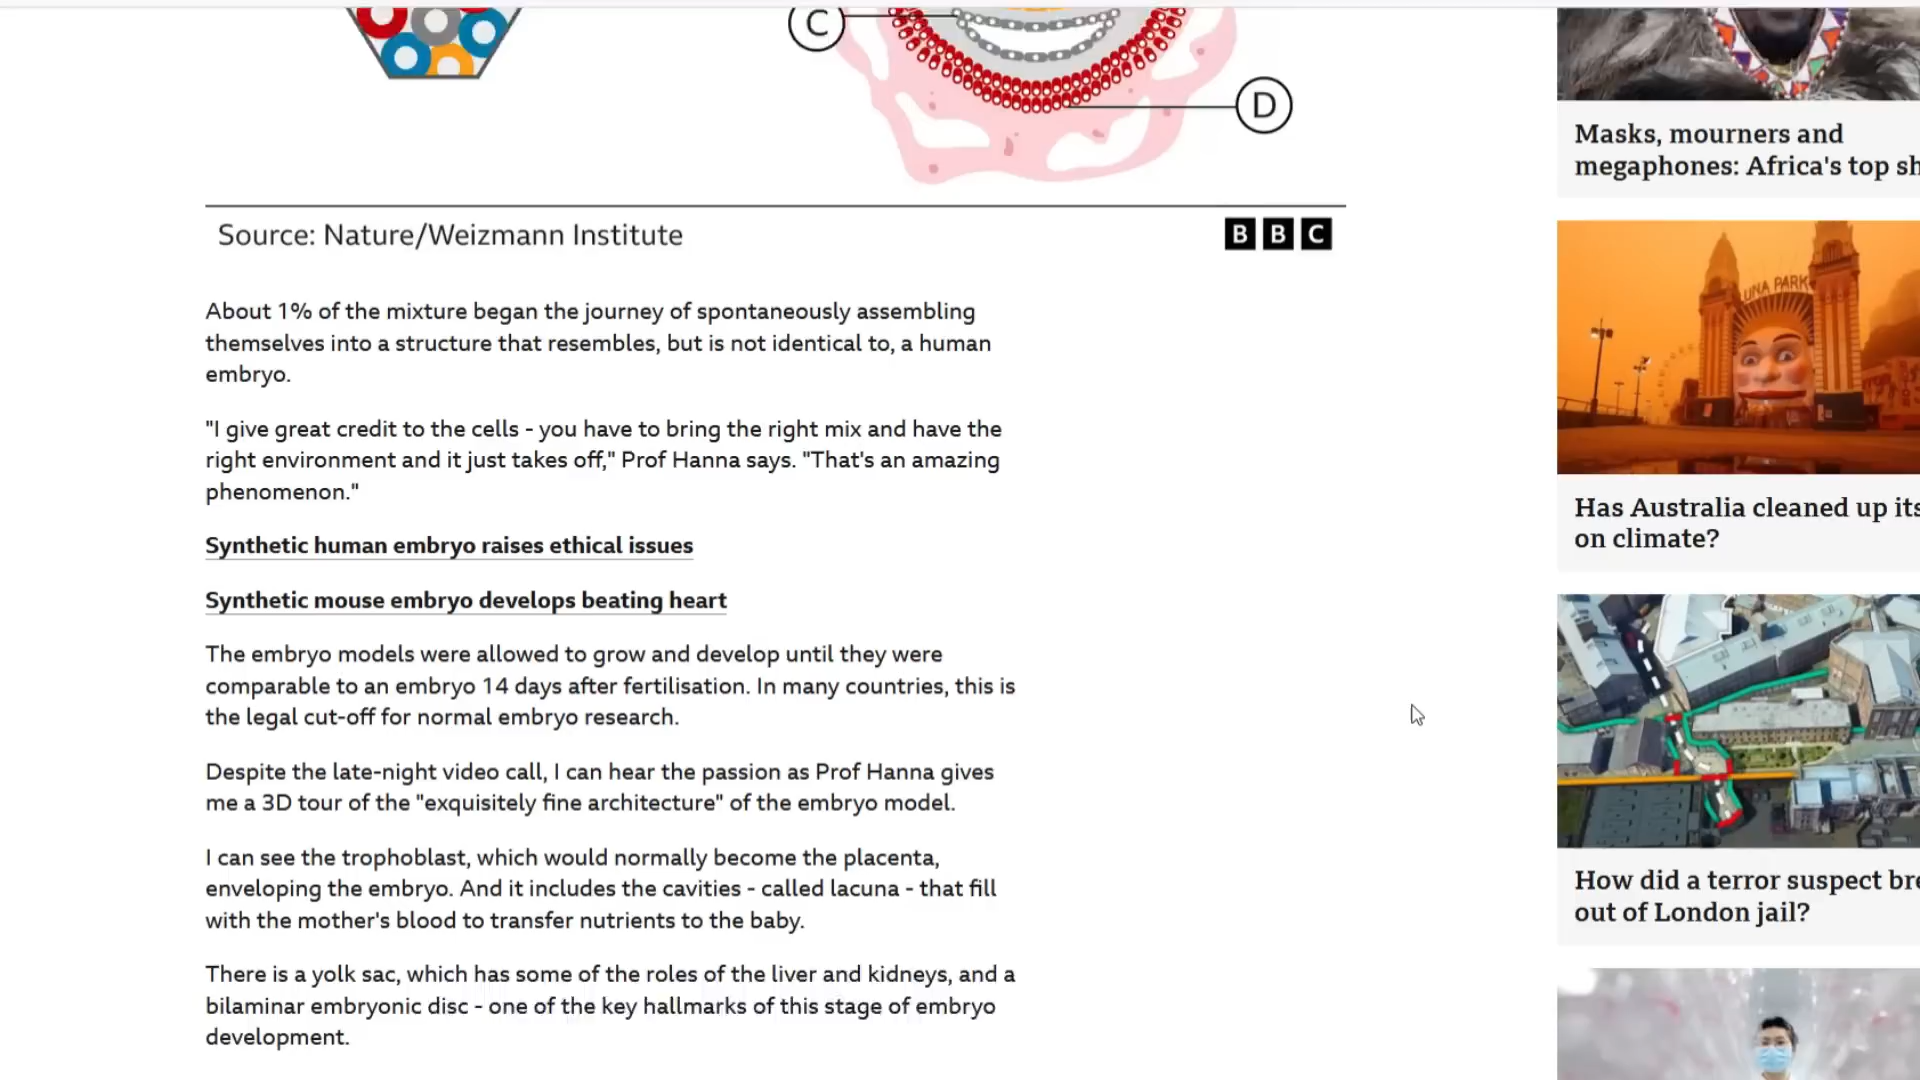 C
D
Source: Nature/Weizmann Institute
BBC
About 1% of the mixture began the journey of spontaneously assembling
themselves into a structure that resembles, but is not identical to, a human
embryo.
"I give great credit to the cells - you have to bring the right mix and have the
right environment and it just takes off," Prof Hanna says. "That's an amazing
phenomenon."
Synthetic human embryo raises ethical issues
Synthetic mouse embryo develops beating heart
The embryo models were allowed to grow and develop until they were
comparable to an embryo 14 days after fertilisation. In many countries, this is
the legal cut-off for normal embryo research.
Despite the late-night video call, I can hear the passion as Prof Hanna gives
me a 3D tour of the "exquisitely fine architecture" of the embryo model.
I can see the trophoblast, which would normally become the placenta,
enveloping the embryo. And it includes the cavities - called lacuna - that fill
with the mother's blood to transfer nutrients to the baby.
There is a yolk sac, which has some of the roles of the liver and kidneys, and a
bilaminar embryonic disc - one of the key hallmarks of this stage of embryo
development.
Masks, mourners and
megaphones: Africa's top sh
UNA PARK
Has Australia cleaned up its
on climate?
How did a terror suspect bre
out of London jail?